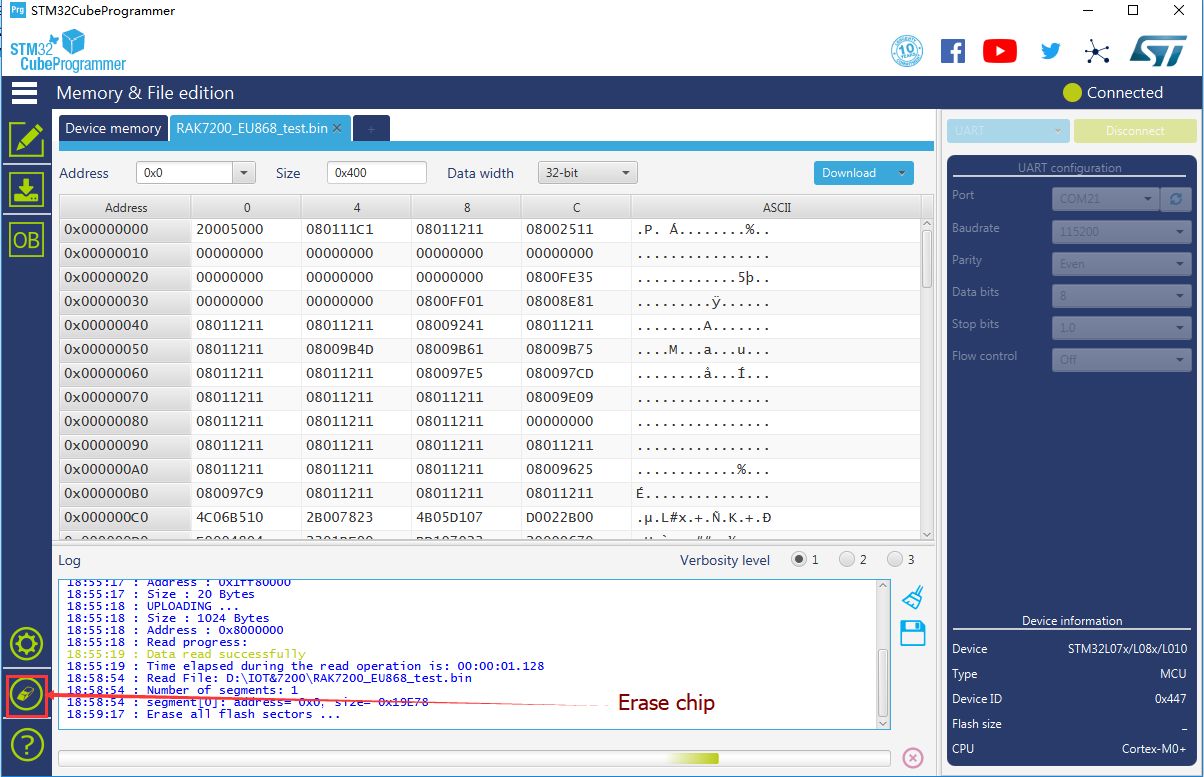 Prg STM32CubeProgrammer
STM32
CubeProgrammer
10 YEARS
Memory & File edition
Connected
Device memory RAK7200_EU868_test.bin × +
UART Disconnect
Address 0x0 Size 0x400 Data width 32-bit Download
Address 0 4 8 C ASCII
0x00000000 20005000 080111C1 08011211 08002511 .P. Á........%..
0x00000010 00000000 00000000 00000000 00000000 ................
0x00000020 00000000 00000000 00000000 0800FE35 ............5þ..
0x00000030 00000000 00000000 0800FF01 08008E81 .........ÿ......
0x00000040 08011211 08011211 08009241 08011211 ........A.......
0x00000050 08011211 08009B4D 08009B61 08009B75 ....M...a...u...
0x00000060 08011211 08011211 080097E5 080097CD ........å...Í...
0x00000070 08011211 08011211 08011211 08009E09 ................
0x00000080 08011211 08011211 08011211 00000000 ................
0x00000090 08011211 08011211 08011211 08011211 ................
0x000000A0 08011211 08011211 08011211 08009625 ............%...
0x000000B0 080097C9 08011211 08011211 08011211 É...............
0x000000C0 4C06B510 2B007823 4B05D107 D0022B00 .µ.L#x.+.Ñ.K.+.Ð
UART configuration
Port COM21
Baudrate 115200
Parity Even
Data bits 8
Stop bits 1.0
Flow control Off
OB
Log Verbosity level 1 2 3
18:55:17 : Address : 0x1ff80000
18:55:17 : Size : 20 Bytes
18:55:18 : UPLOADING ...
18:55:18 : Size : 1024 Bytes
18:55:18 : Address : 0x8000000
18:55:18 : Read progress:
18:55:19 : Data read successfully
18:55:19 : Time elapsed during the read operation is: 00:00:01.128
18:58:54 : Read File: D:\IOT&7200\RAK7200_EU868_test.bin
18:58:54 : Number of segments: 1
18:58:54 : segment[0]: address= 0x0, size= 0x19E78
18:59:17 : Erase all flash sectors ...
Erase chip
Device information
Device STM32L07x/L08x/L010
Type MCU
Device ID 0x447
Flash size _
CPU Cortex-M0+
?